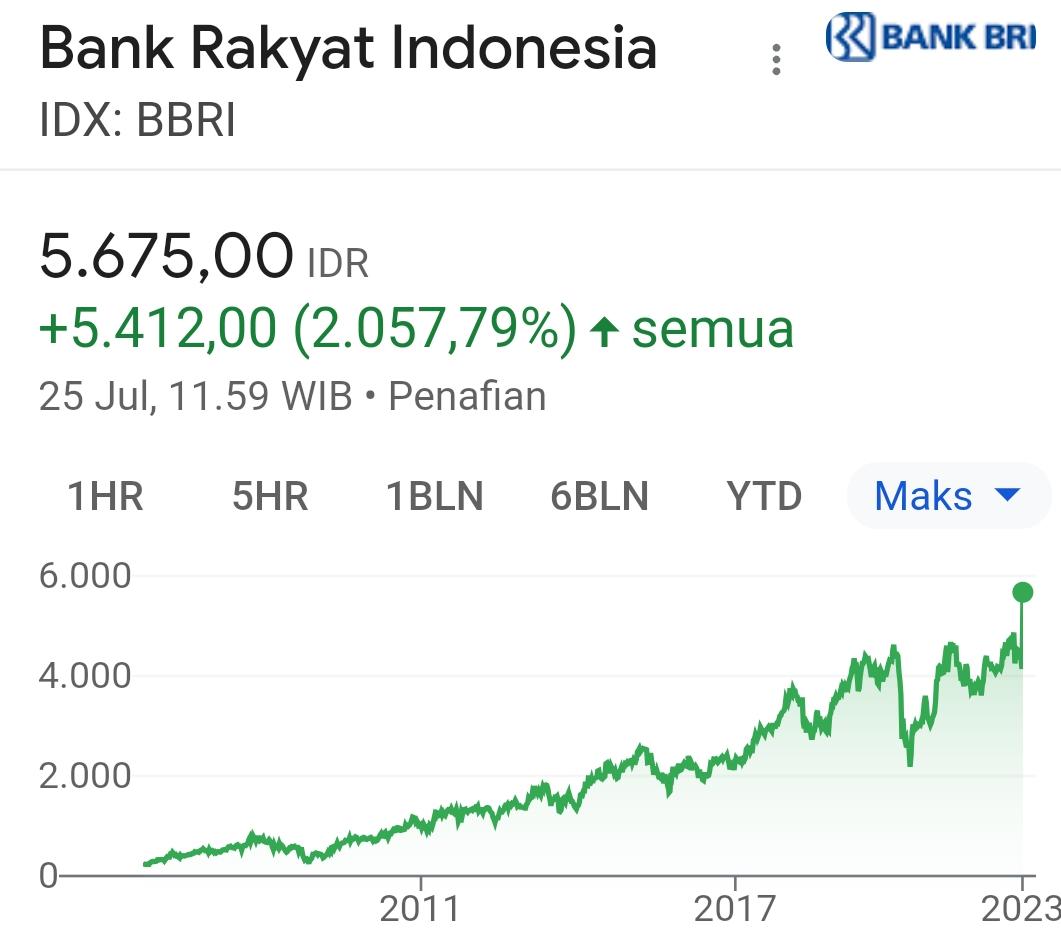 Bank Rakyat Indonesia
BANK BRI
IDX: BBRI
5.675,00 IDR
+5.412,00 (2.057,79%) ↑ semua
25 Jul, 11.59 WIB • Penafian
1HR 5HR 1BLN 6BLN YTD Maks
6.000
4.000
2.000
0
2011 2017 2023